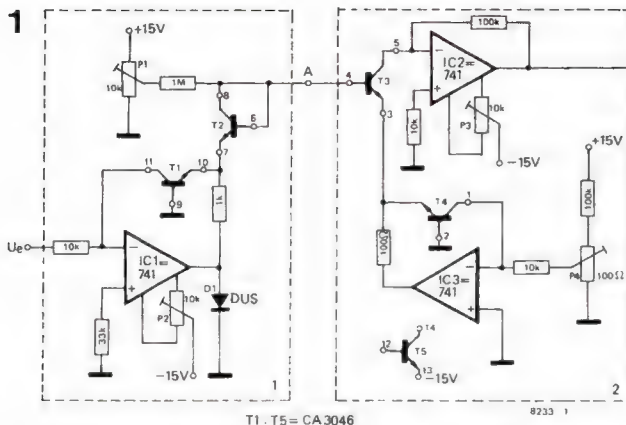 1
+15V
P1
10k
1M
8
T2
6
7
A
4
T3
3
5
100k
IC2=
741
10k
10k
P3
-15V
11
T1
10
9
1k
Ue
10k
IC1=
741
10k
P2
D1
DUS
33k
-15V
1
T4
1
2
100Ω
IC3=
741
10k
+15V
100k
P4
100Ω
12
14
T5
13
-15V
2
8233 1
T1 . T5 = CA 3046